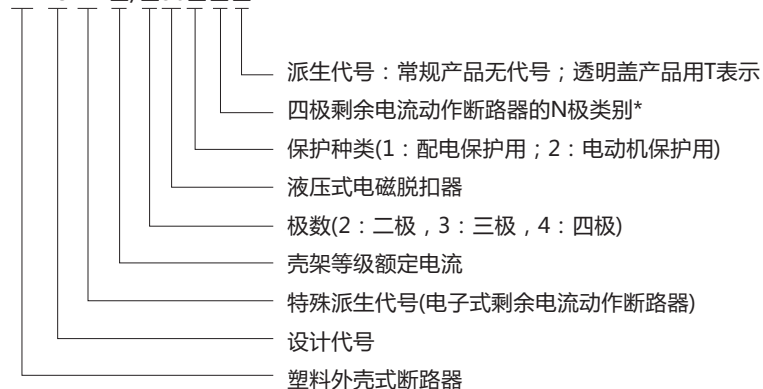 派生代号：常规产品无代号；透明盖产品用T表示
四极剩余电流动作断路器的N极类别*
保护种类(1：配电保护用；2：电动机保护用)
液压式电磁脱扣器
极数(2：二极，3：三极，4：四极)
壳架等级额定电流
特殊派生代号(电子式剩余电流动作断路器)
设计代号
塑料外壳式断路器